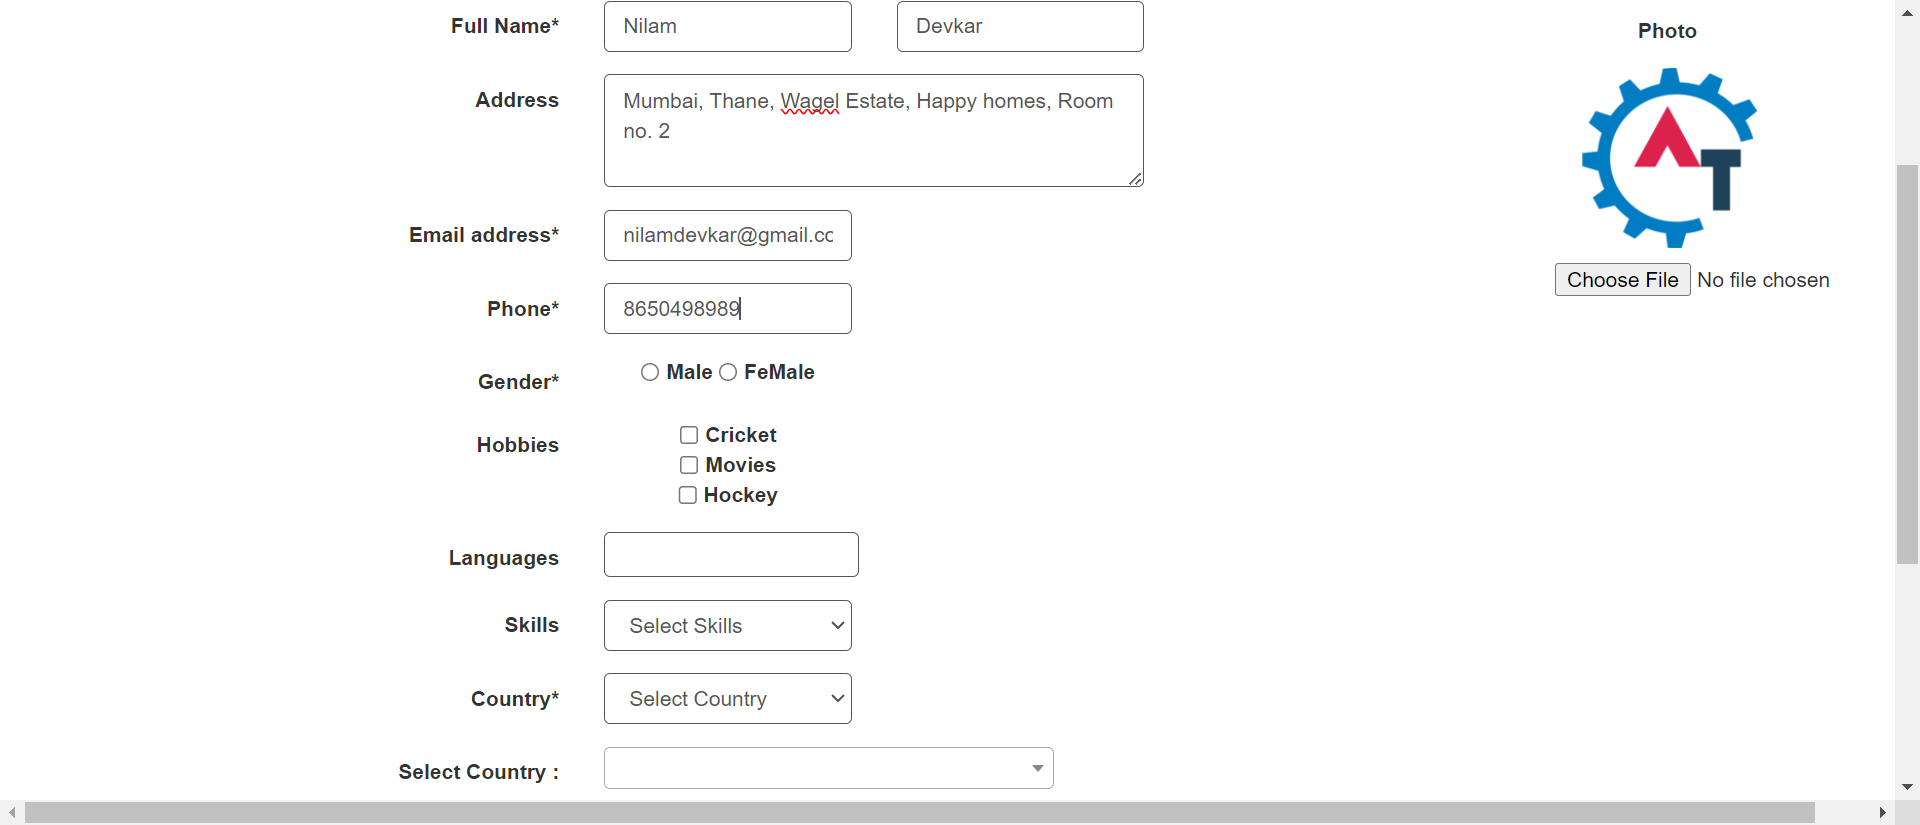 Full Name* Nilam Devkar
Photo
Address Mumbai, Thane, Wagel Estate, Happy homes, Room
no. 2
AT
Email address* nilamdevkar@gmail.cc
Choose File No file chosen
Phone* 8650498989
Gender* Male FeMale
Hobbies Cricket
Movies
Hockey
Languages
Skills Select Skills
Country* Select Country
Select Country :